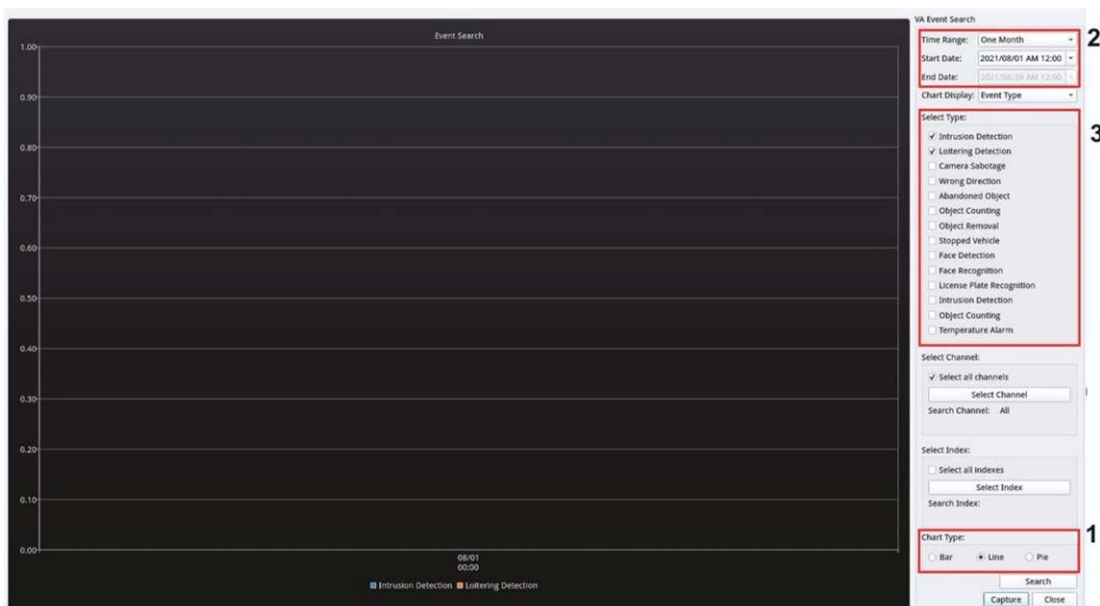 Event Search
1.00
0.90
0.80
0.70
0.60
0.50
0.40
0.30
0.20
0.10
0.00
08/01
00:00
Intrusion Detection Loitering Detection
VA Event Search
Time Range: One Month
2
Start Date: 2021/08/01 AM 12:00
End Date: 2021/08/28 AM 12:00
Chart Display: Event Type
Select Type:
3
Intrusion Detection
Loitering Detection
Camera Sabotage
Wrong Direction
Abandoned Object
Object Counting
Object Removal
Stopped Vehicle
Face Detection
Face Recognition
License Plate Recognition
Intrusion Detection
Object Counting
Temperature Alarm
Select Channel:
Select all channels
Select Channel
Search Channel: All
Select Index:
Select all indexes
Select Index
Search Index:
Chart Type:
1
Bar Line Pie
Search
Capture Close